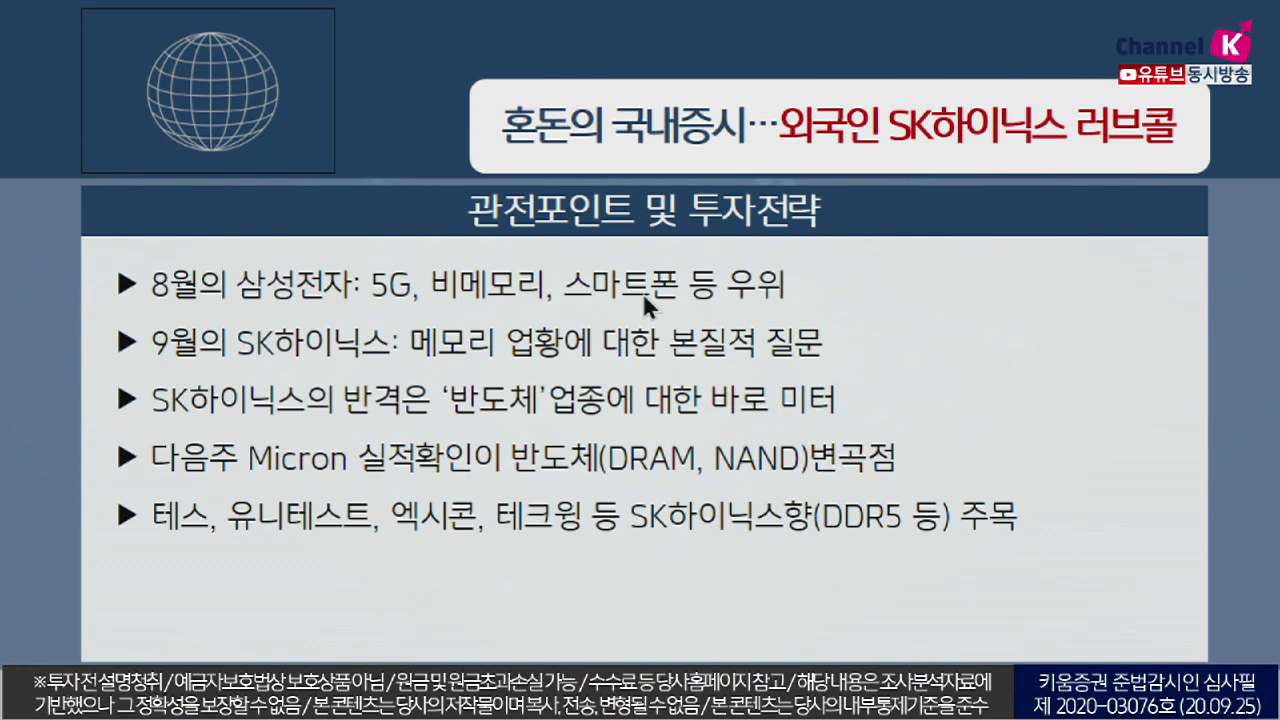 Channel K
유튜브동시방송
혼돈의 국내증시…외국인 SK하이닉스 러브콜
관전포인트 및 투자전략
▶ 8월의 삼성전자: 5G, 비메모리, 스마트폰 등 우위
▶ 9월의 SK하이닉스: 메모리 업황에 대한 본질적 질문
▶ SK하이닉스의 반격은 ‘반도체’업종에 대한 바로 미터
▶ 다음주 Micron 실적확인이 반도체(DRAM, NAND)변곡점
▶ 테스, 유니테스트, 엑시콘, 테크윙 등 SK하이닉스향(DDR5 등) 주목
※ 투자 전 설명청취 / 예금자보호법상 보호상품 아님 / 원금 및 원금초과손실 가능 / 수수료 등 당사홈페이지 참고 / 해당 내용은 조사분석자료에
기반했으나 그 정확성을 보장할 수 없음 / 본 콘텐츠는 당사의 저작물이며 복사, 전송, 변형될 수 없음 / 본 콘텐츠는 당사의 내부통제기준을 준수
키움증권 준법감시인 심사필
제 2020-03076호 (20.09.25)